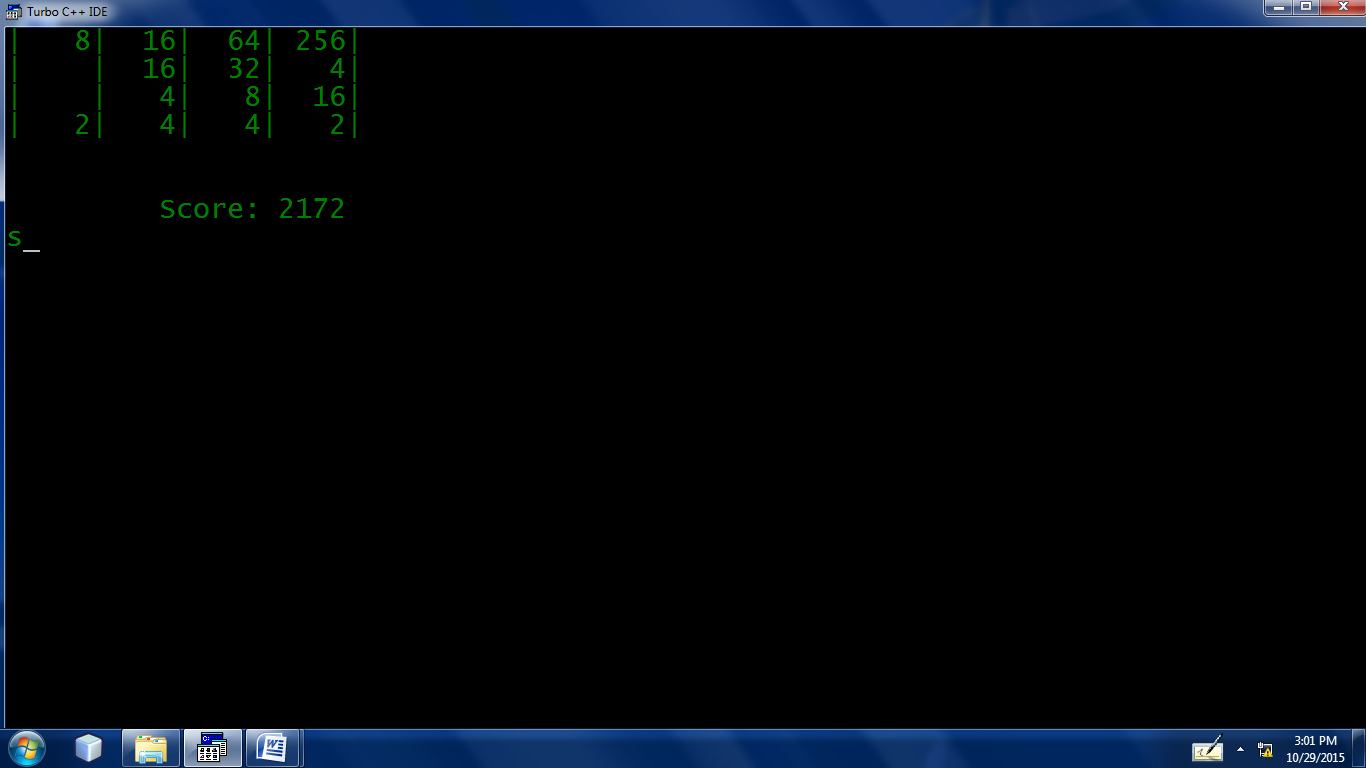 Turbo C++ IDE
| 8| 16| 64| 256|
| | 16| 32| 4|
| | 4| 8| 16|
| 2| 4| 4| 2|
Score: 2172
s_
3:01 PM
10/29/2015